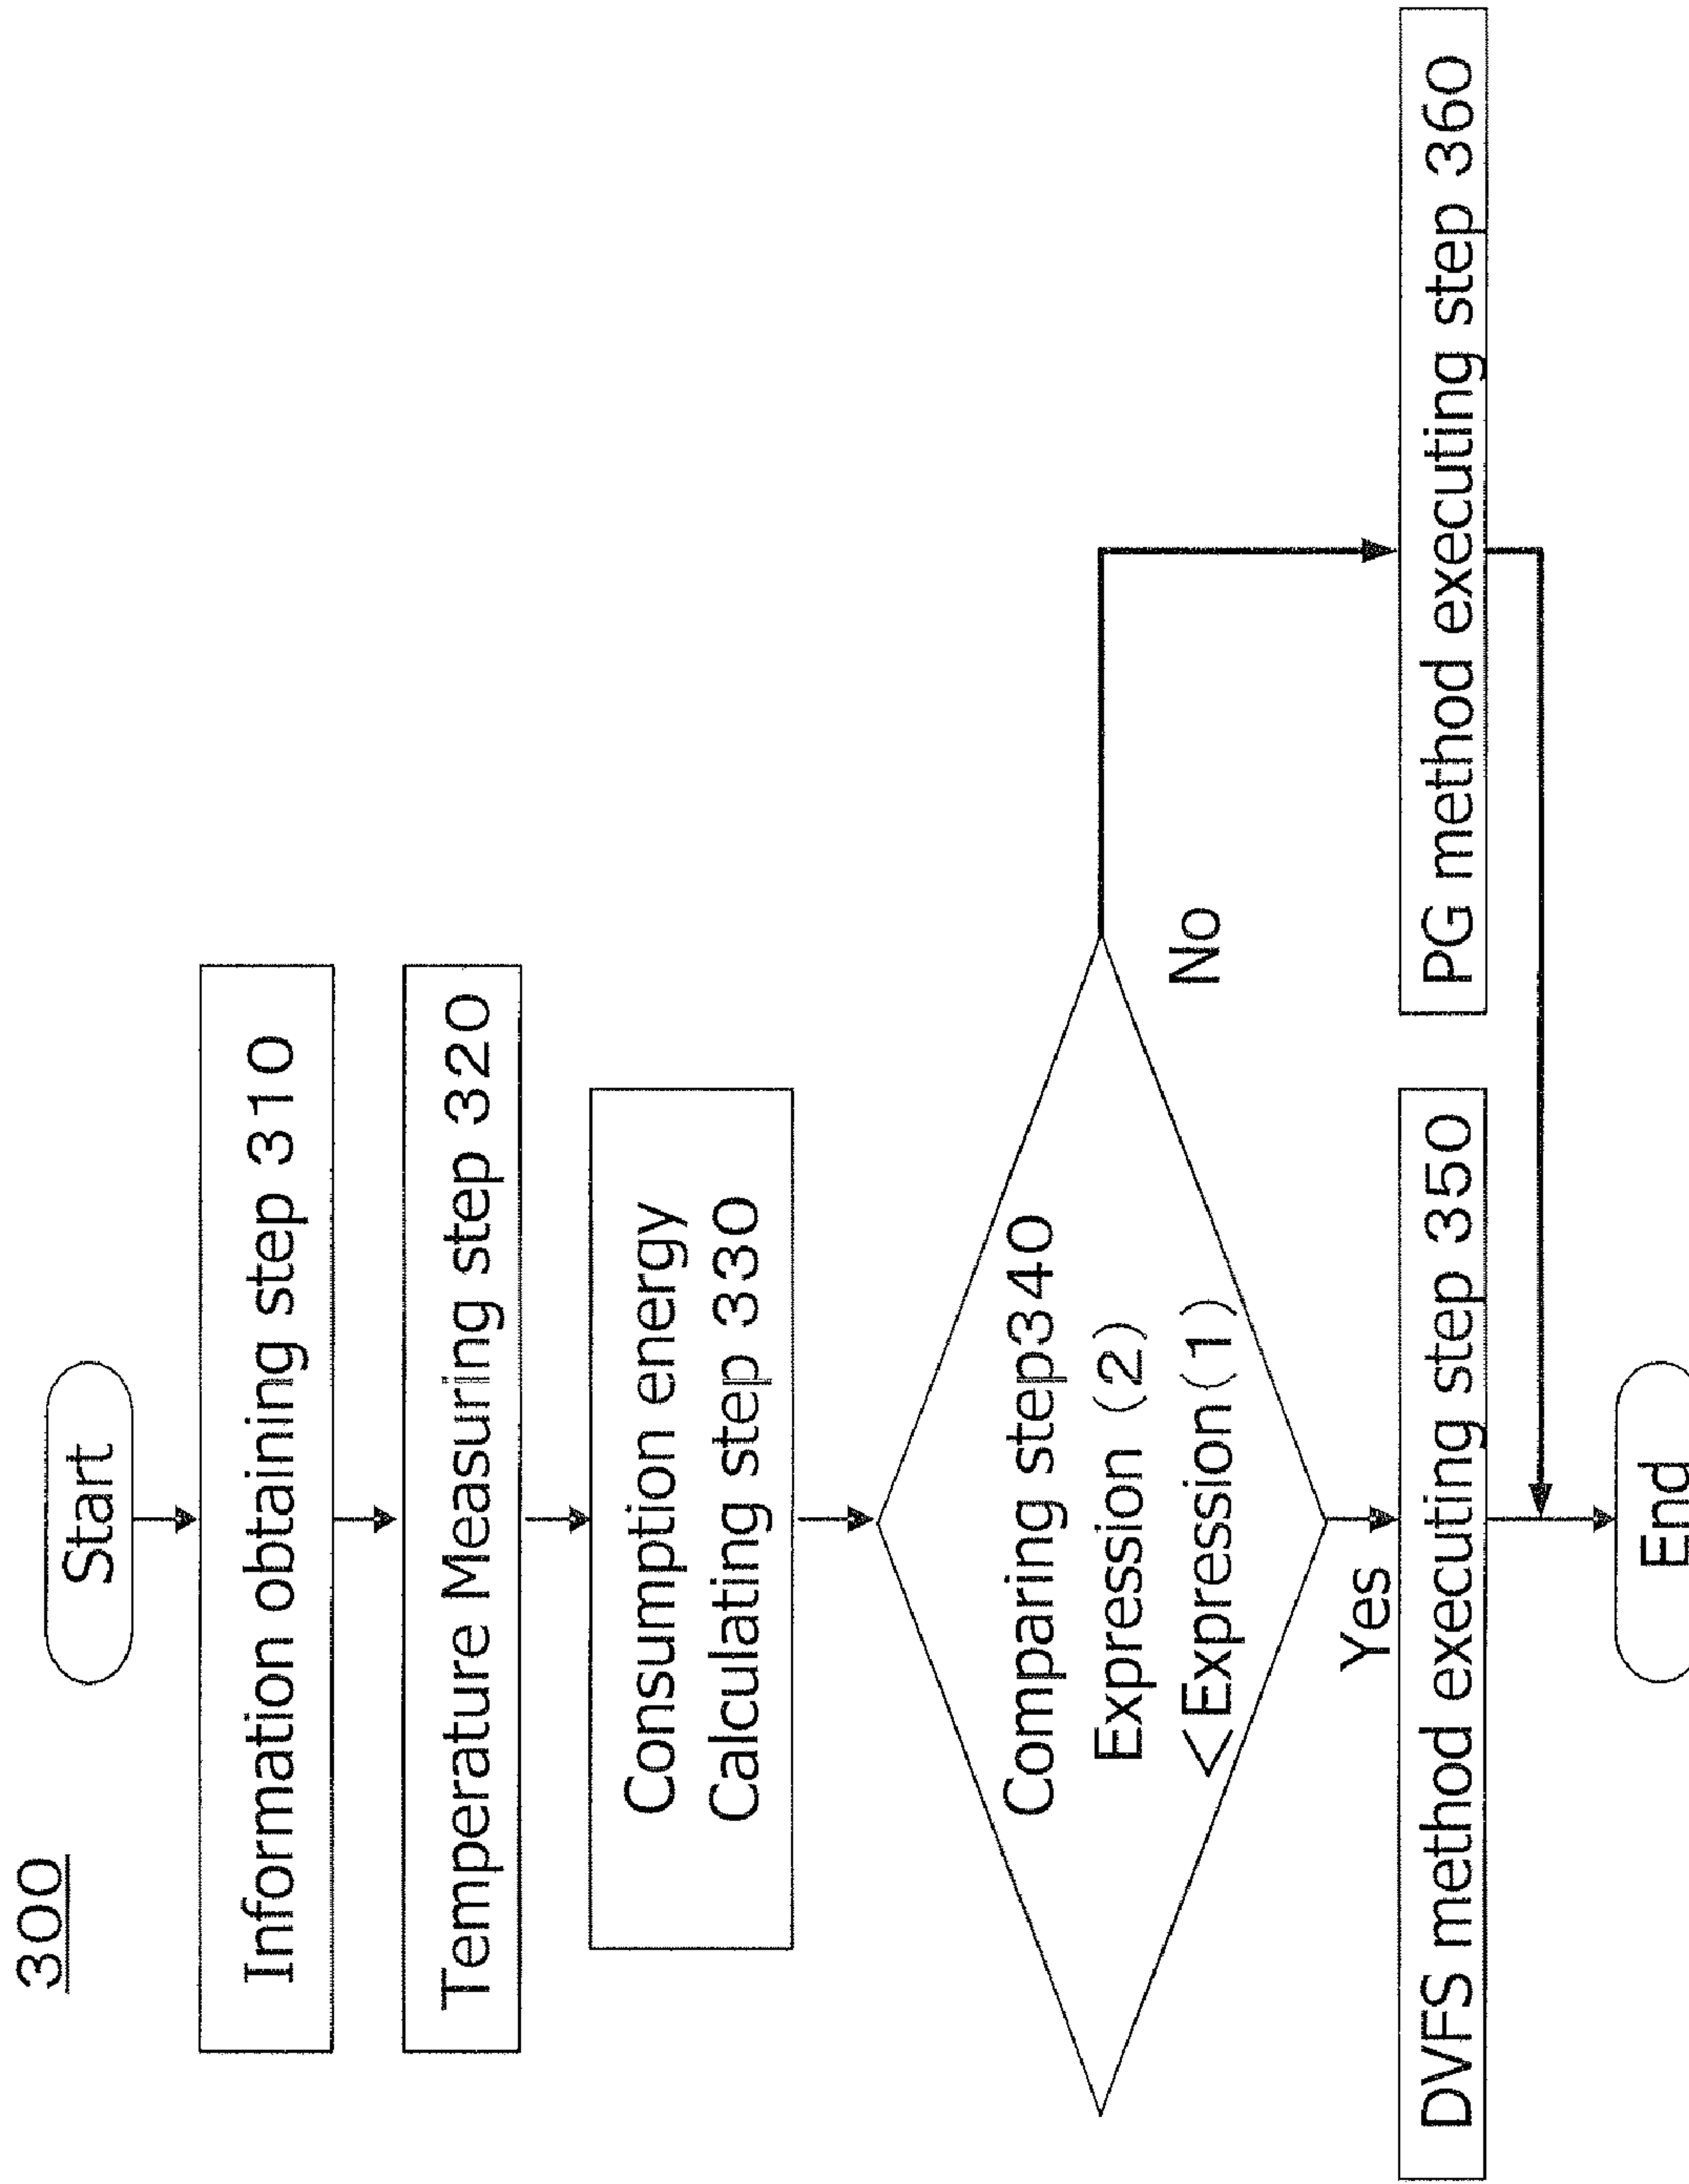 300
Start
Information obtaining step 310
Temperature Measuring step 320
Consumption energy
Calculating step 330
Comparing step340
Expression (2)
<Expression(1)
No
Yes
DVFS method executing step 350
PG method executing step 360
End